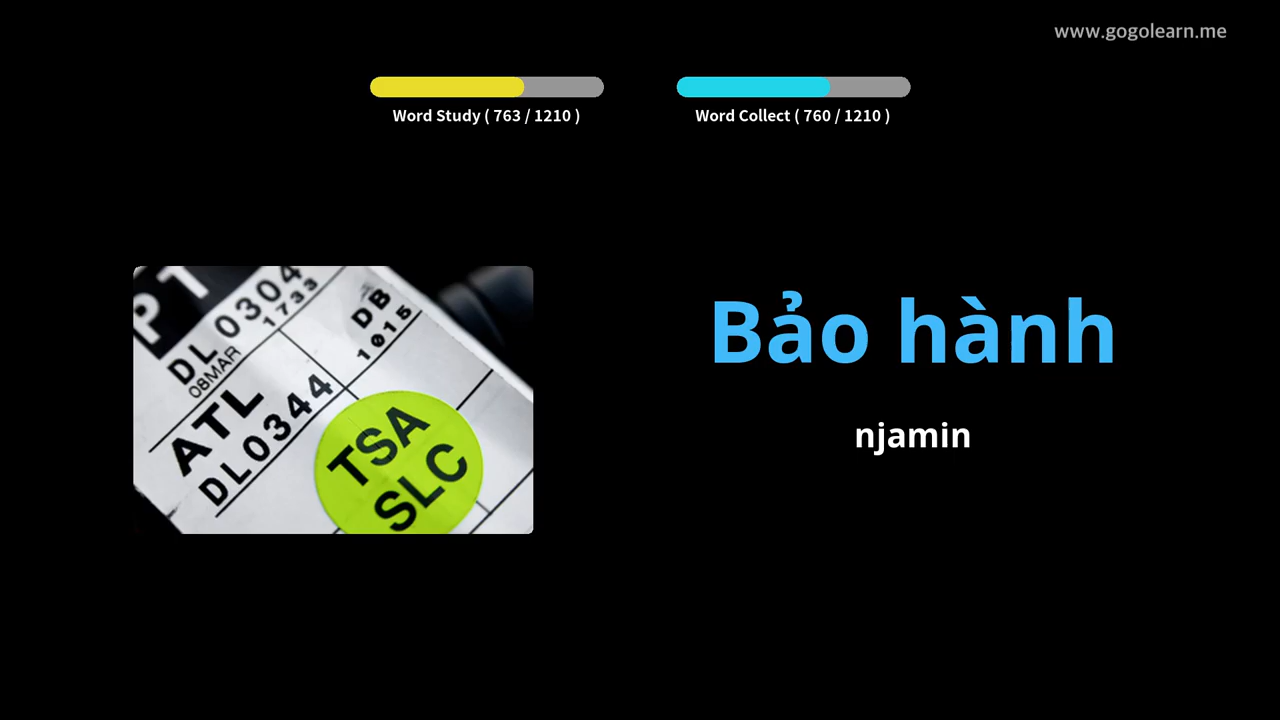 www.gogolearn.me
Word Study ( 763 / 1210 )
Word Collect ( 760 / 1210 )
P1
DL0304
1733
08MAR
DB
1015
ATL
DL0344
TSA
SLC
Bảo hành
njamin